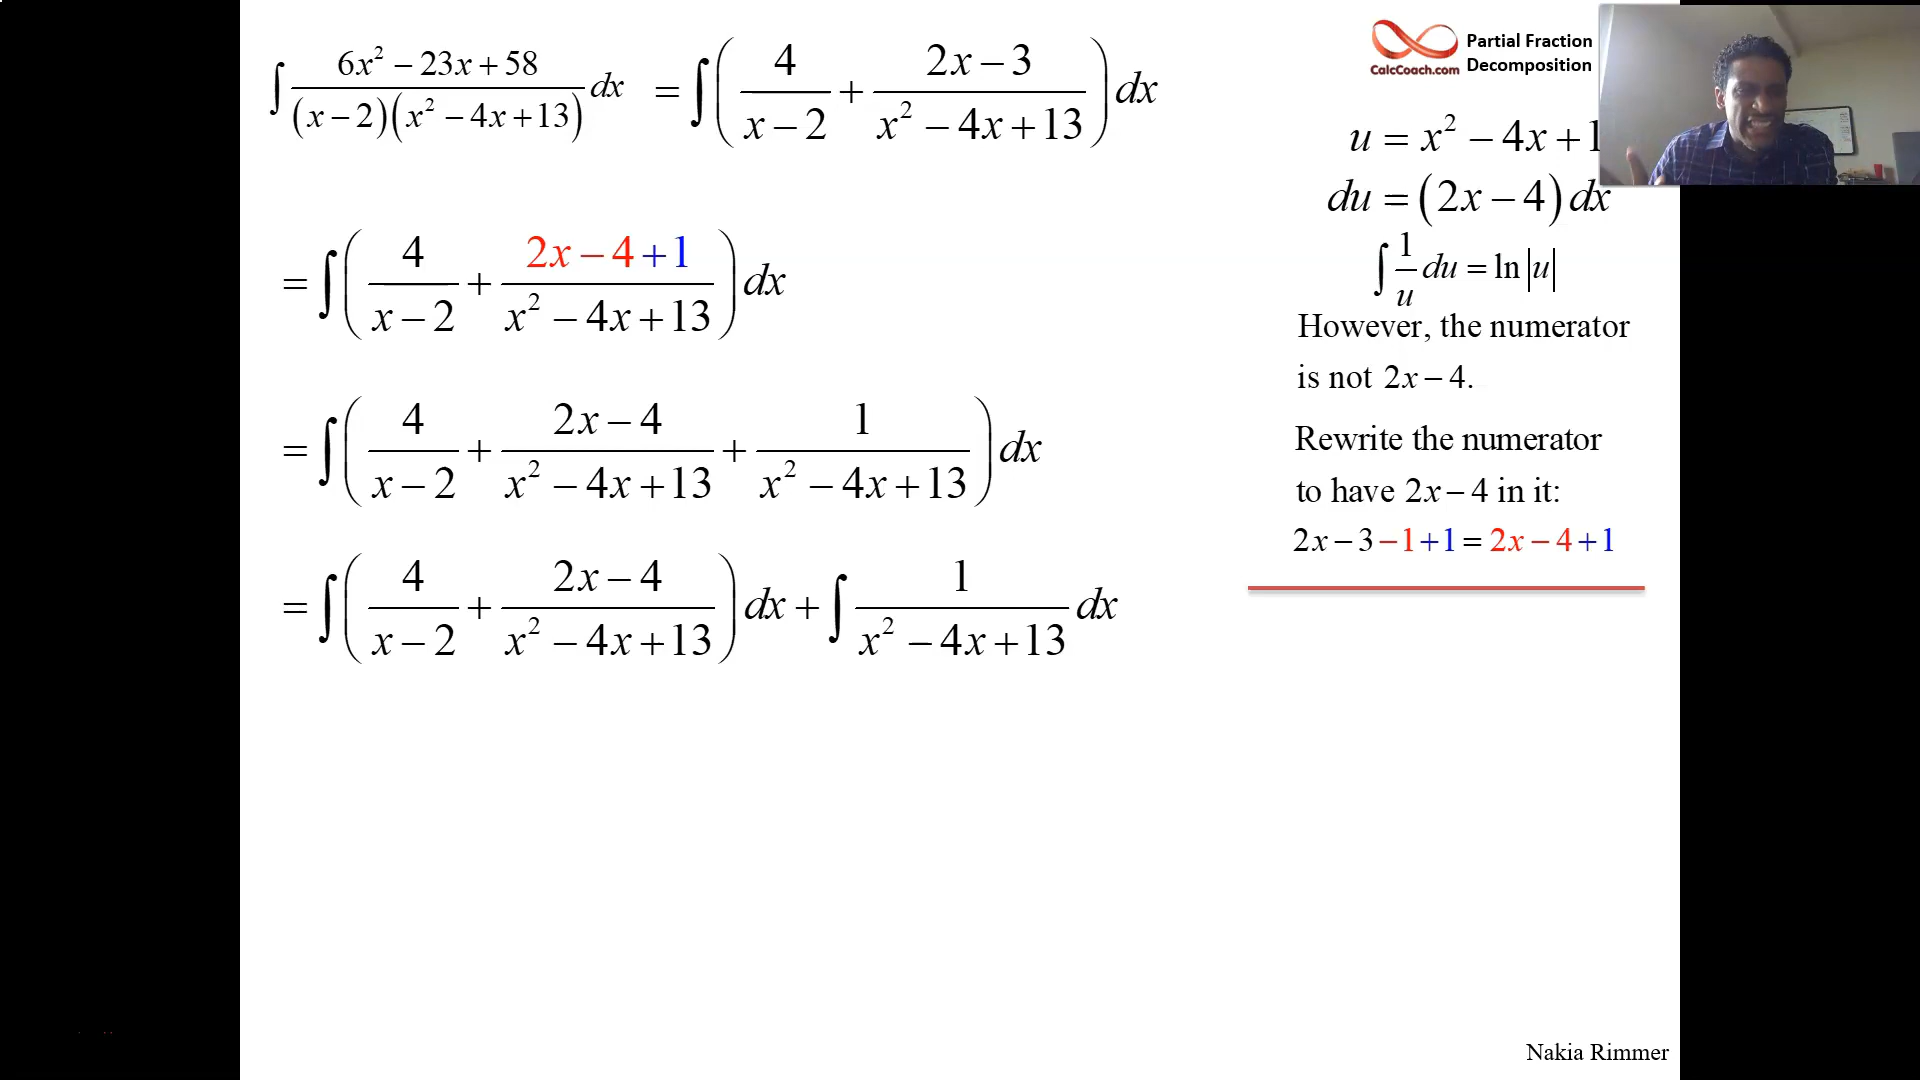 ∫ (6x² − 23x + 58)/((x − 2)(x² − 4x + 13)) dx = ∫ ( 4/(x − 2) + (2x − 3)/(x² − 4x + 13) ) dx
= ∫ ( 4/(x − 2) + (2x − 4 + 1)/(x² − 4x + 13) ) dx
= ∫ ( 4/(x − 2) + (2x − 4)/(x² − 4x + 13) + 1/(x² − 4x + 13) ) dx
= ∫ ( 4/(x − 2) + (2x − 4)/(x² − 4x + 13) ) dx + ∫ 1/(x² − 4x + 13) dx
CalcCoach.com
Partial Fraction
Decomposition
u = x² − 4x + 1
du = (2x − 4) dx
∫ 1/u du = ln |u|
However, the numerator
is not 2x − 4.
Rewrite the numerator
to have 2x − 4 in it:
2x − 3 − 1 + 1 = 2x − 4 + 1
Nakia Rimmer